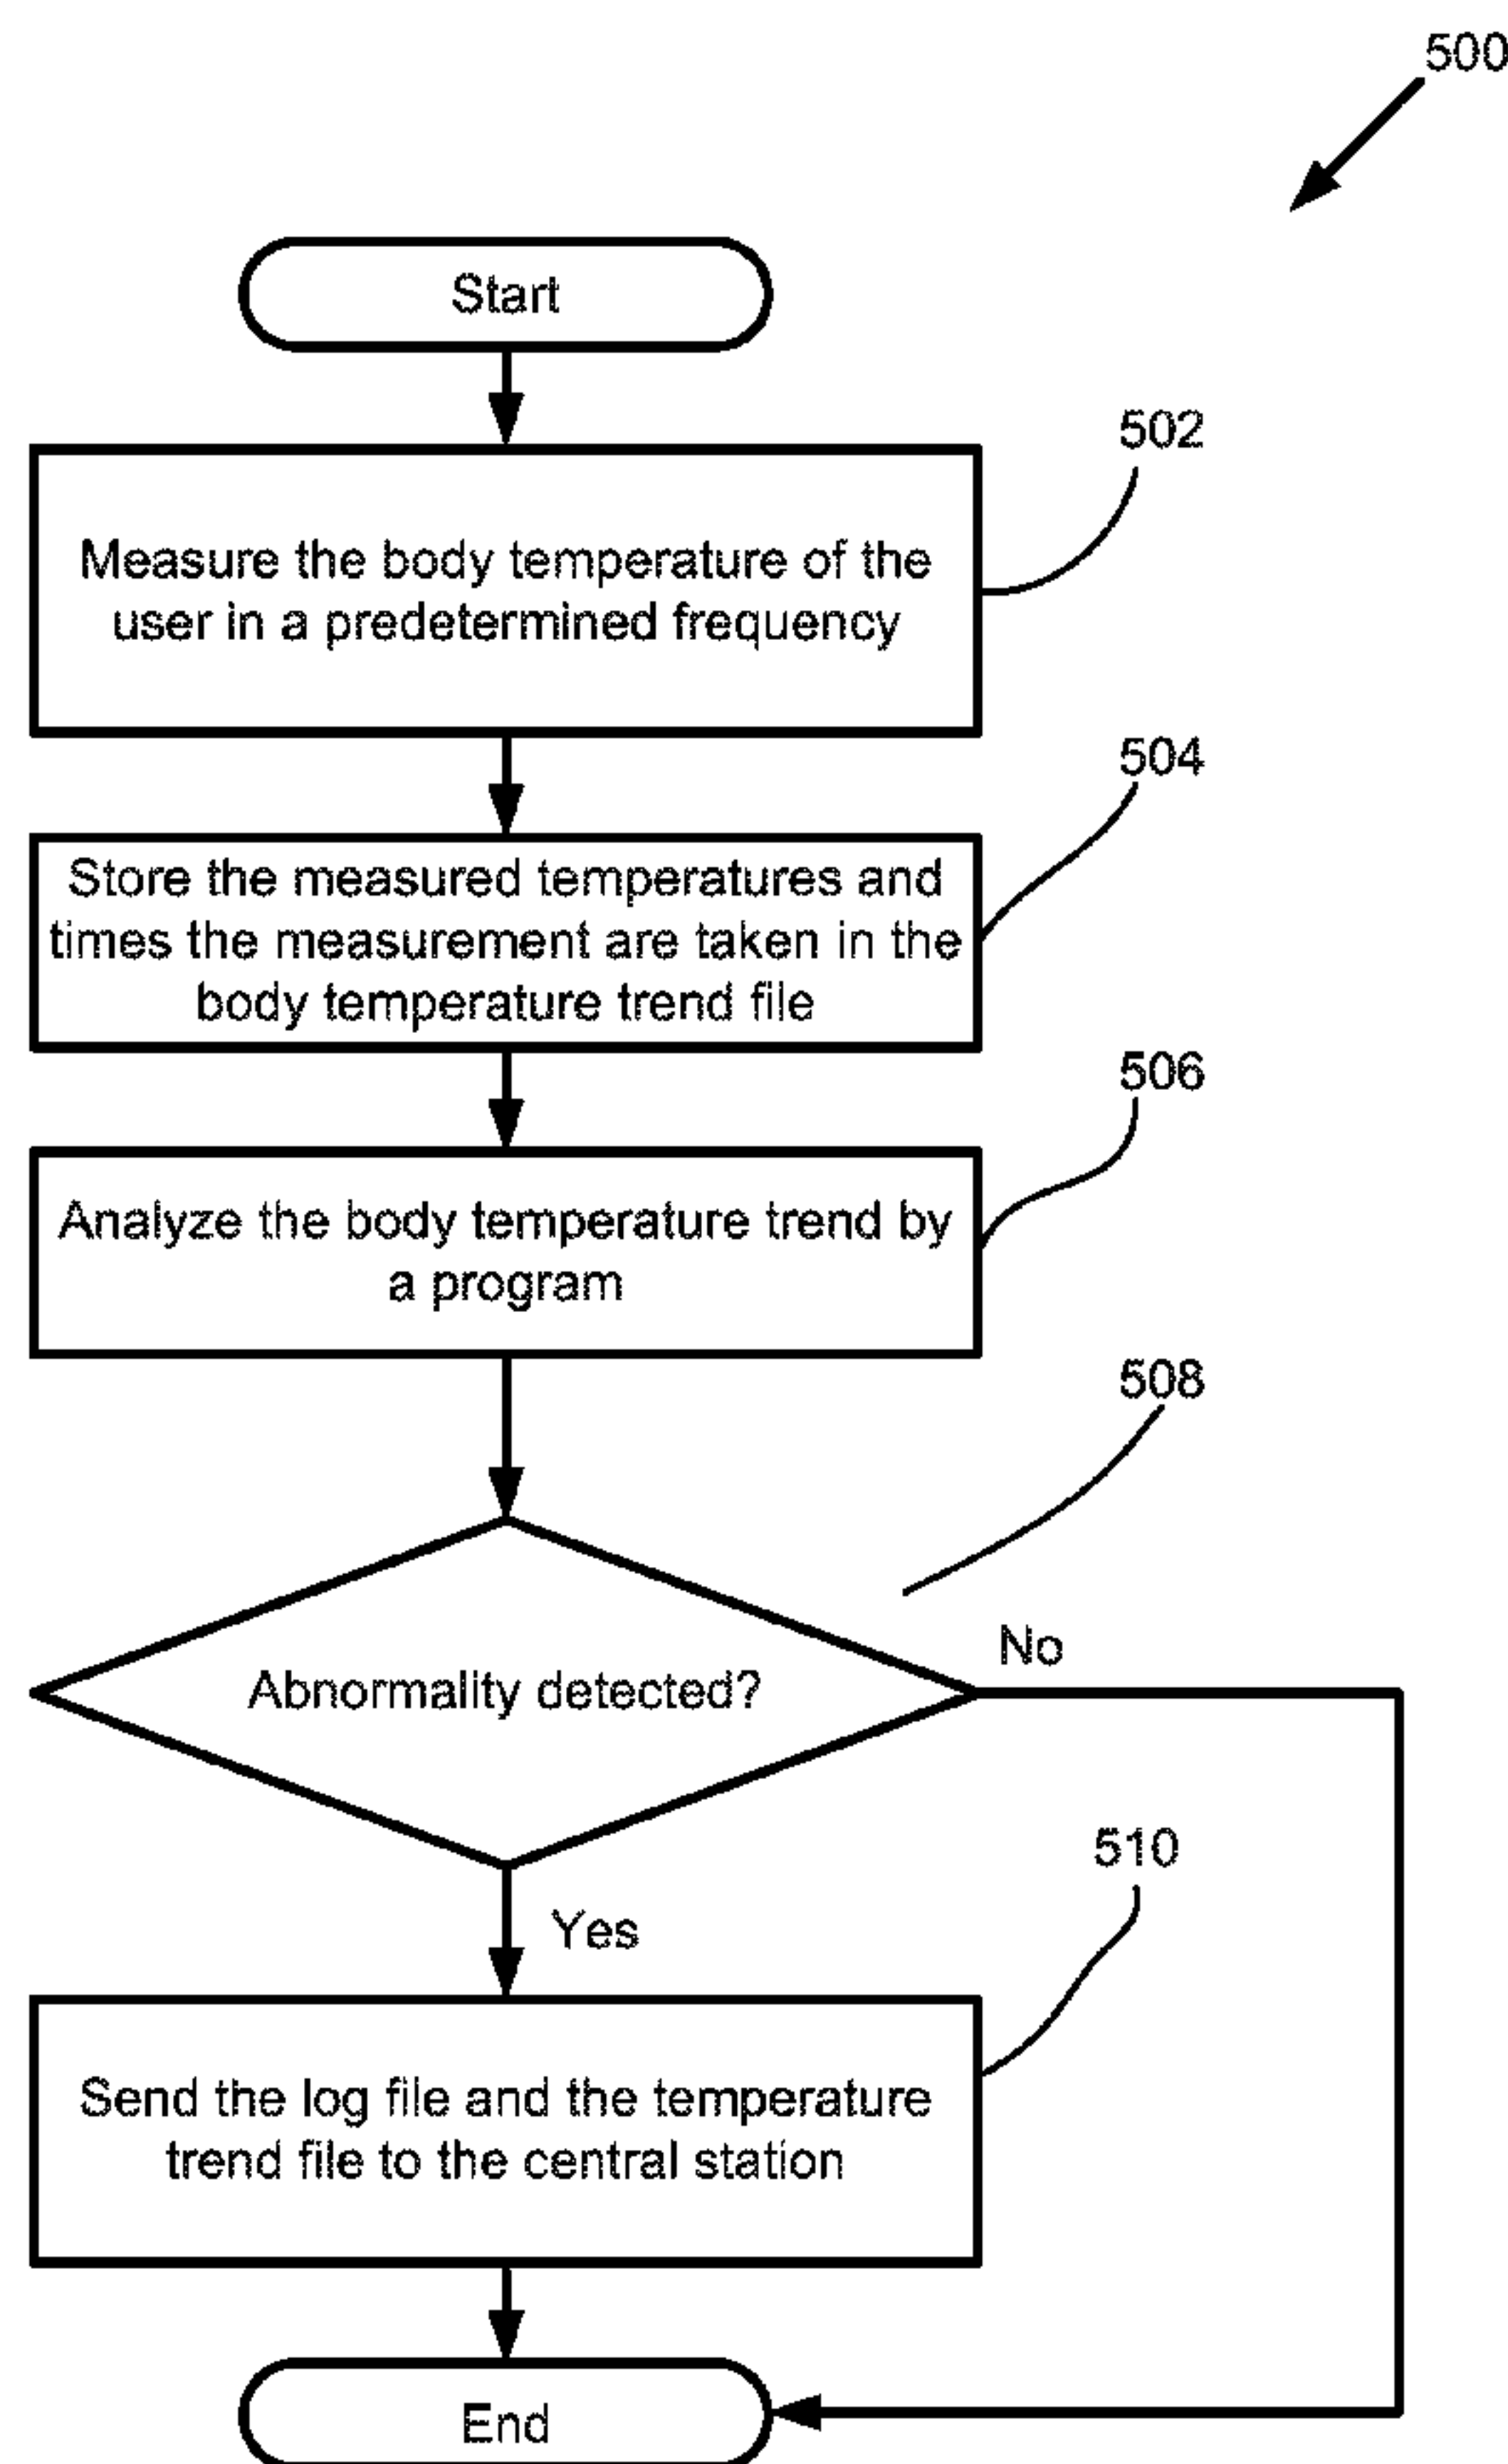 500
Start
502
Measure the body temperature of the
user in a predetermined frequency
504
Store the measured temperatures and
times the measurement are taken in the
body temperature trend file
506
Analyze the body temperature trend by
a program
508
Abnormality detected?
No
Yes
510
Send the log file and the temperature
trend file to the central station
End